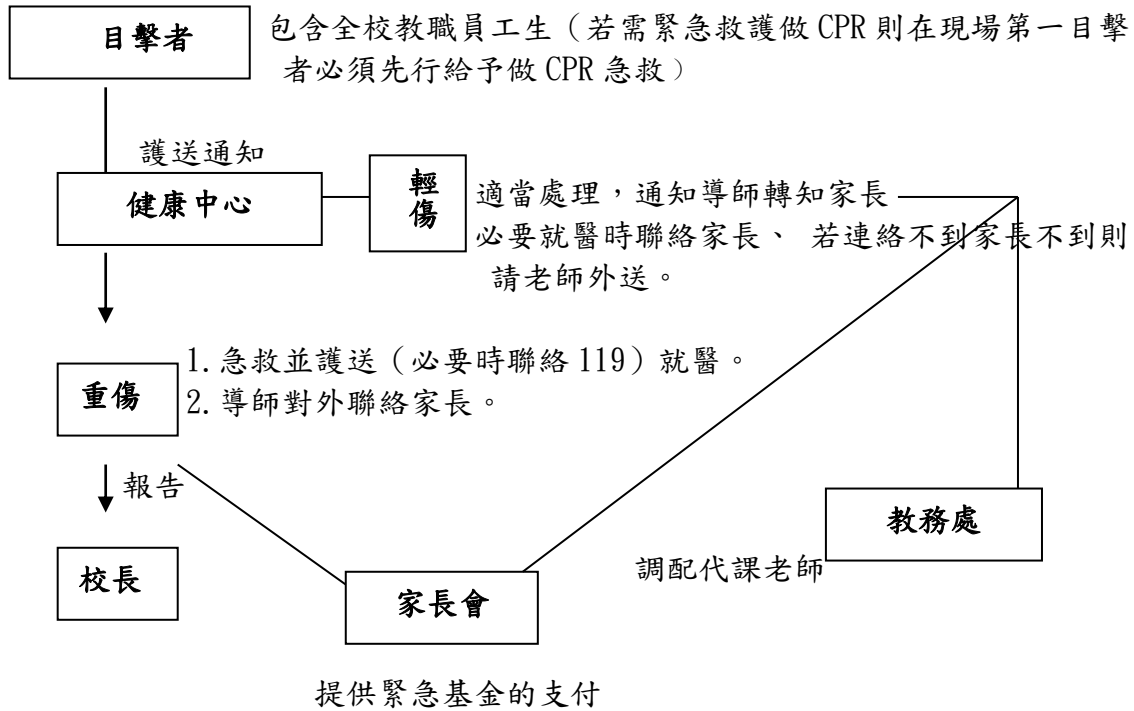 目擊者
包含全校教職員工生（若需緊急救護做 CPR 則在現場第一目擊
者必須先行給予做 CPR 急救）
護送通知
健康中心
輕
傷
適當處理，通知導師轉知家長
必要就醫時聯絡家長、 若連絡不到家長不到則
請老師外送。
重傷
1.急救並護送（必要時聯絡 119）就醫。
2.導師對外聯絡家長。
報告
校長
家長會
提供緊急基金的支付
教務處
調配代課老師